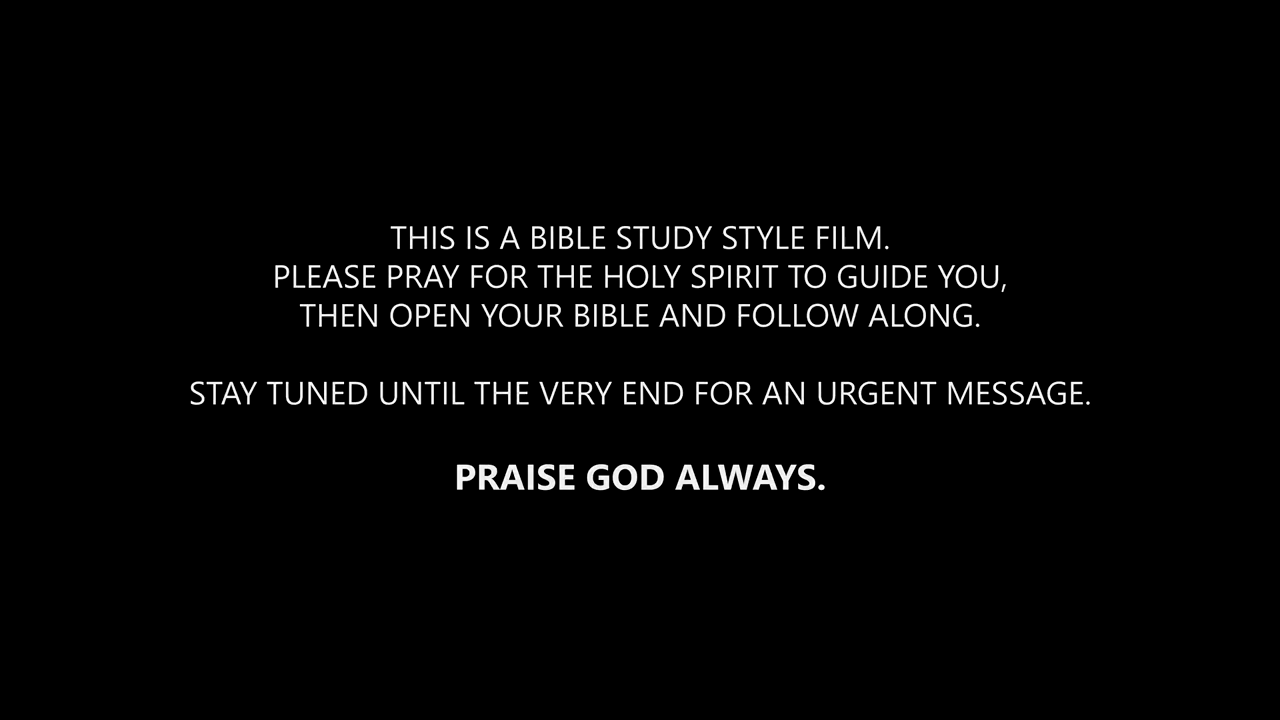 THIS IS A BIBLE STUDY STYLE FILM.
PLEASE PRAY FOR THE HOLY SPIRIT TO GUIDE YOU,
THEN OPEN YOUR BIBLE AND FOLLOW ALONG.
STAY TUNED UNTIL THE VERY END FOR AN URGENT MESSAGE.
PRAISE GOD ALWAYS.